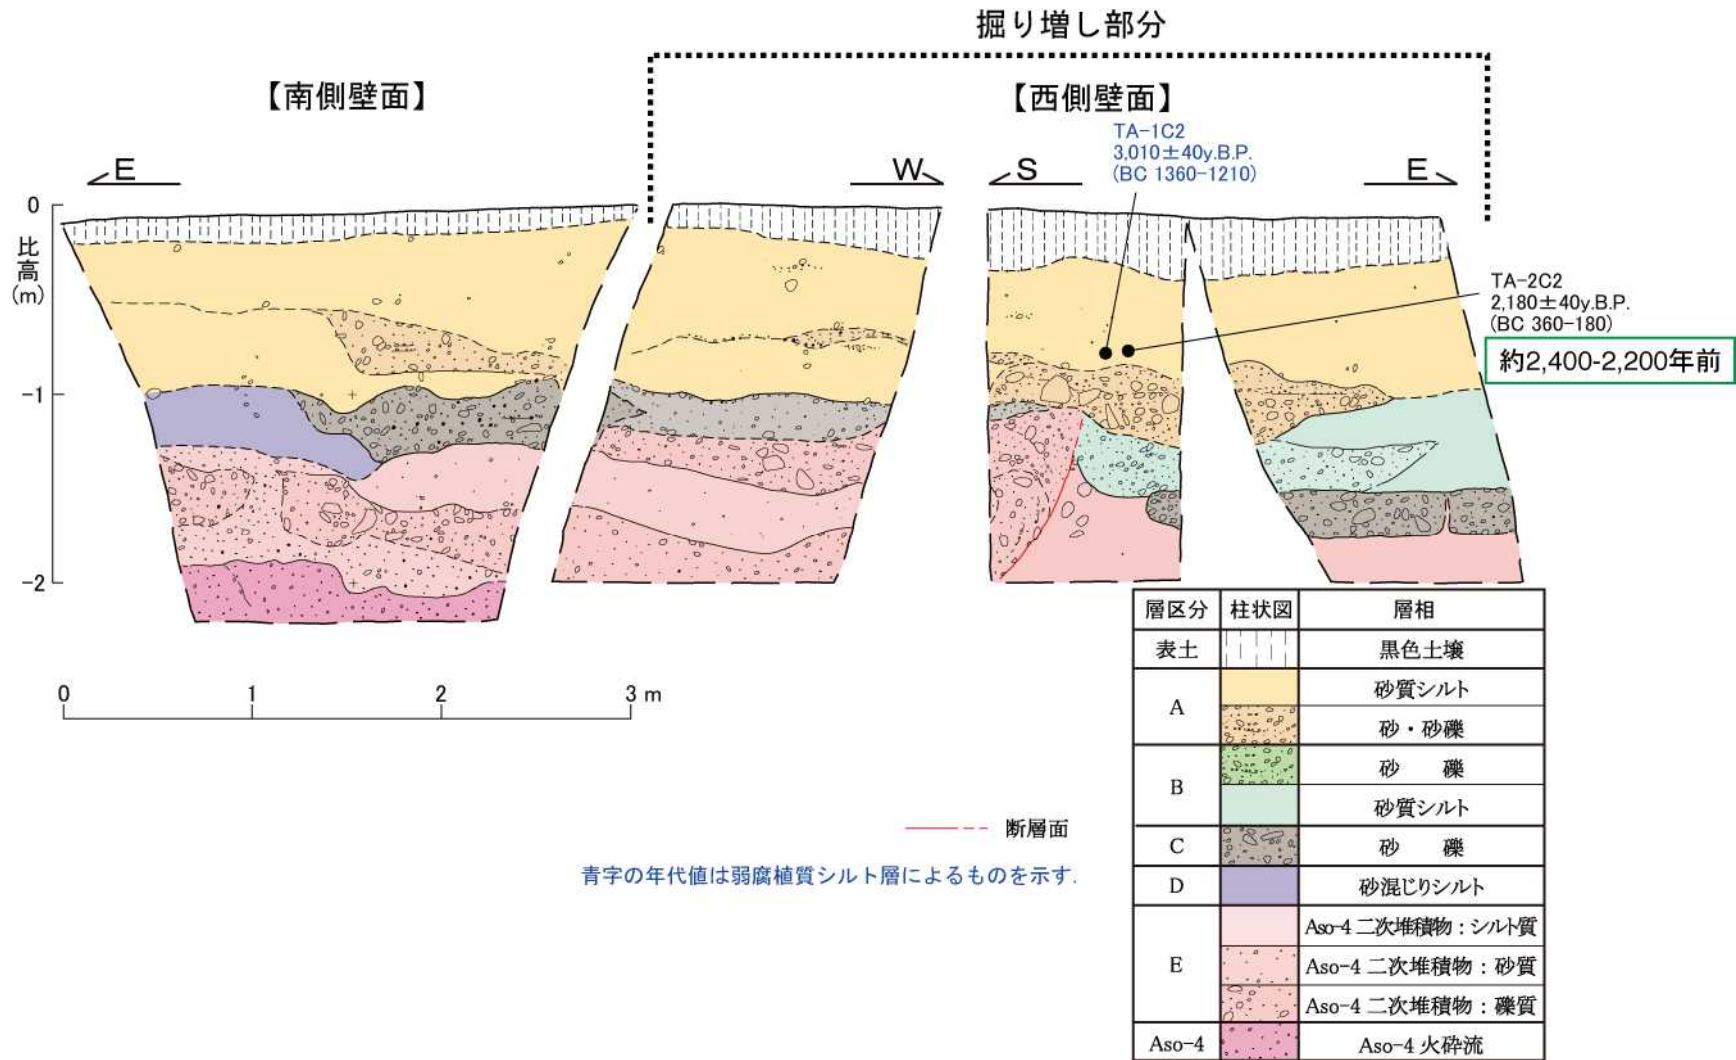 掘り増し部分
【南側壁面】
【西側壁面】
TA-1C2
3,010±40y.B.P.
(BC 1360-1210)
E
W
S
E
0
比高(m)
-1
-2
TA-2C2
2,180±40y.B.P.
(BC 360-180)
約2,400-2,200年前
0 1 2 3 m
断層面
青字の年代値は弱腐植質シルト層によるものを示す.
層区分 柱状図 層相
表土 黒色土壌
A
砂質シルト
砂・砂礫
B
砂 礫
砂質シルト
C 砂 礫
D 砂混じりシルト
E
Aso-4 二次堆積物：シルト質
Aso-4 二次堆積物：砂質
Aso-4 二次堆積物：礫質
Aso-4 Aso-4 火砕流